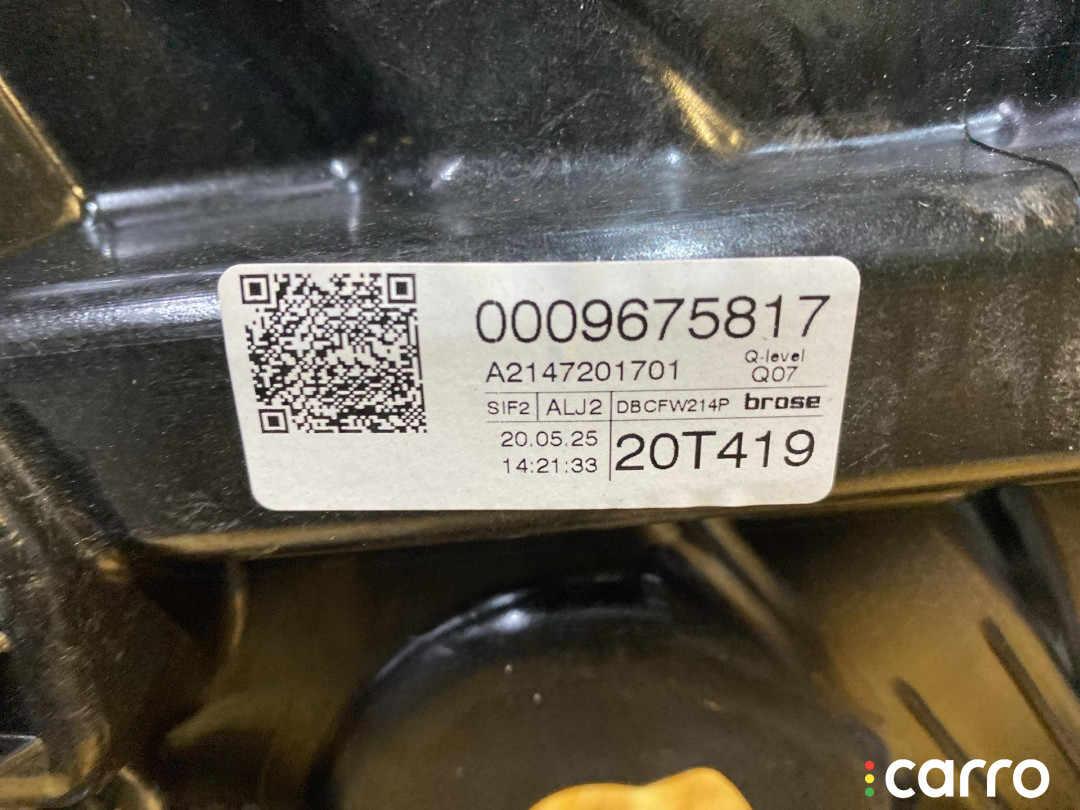 0009675817
A2147201701
Q-level
Q07
SIF2 ALJ2 DBCFW214P brose
20.05.25
14:21:33
20T419
carro